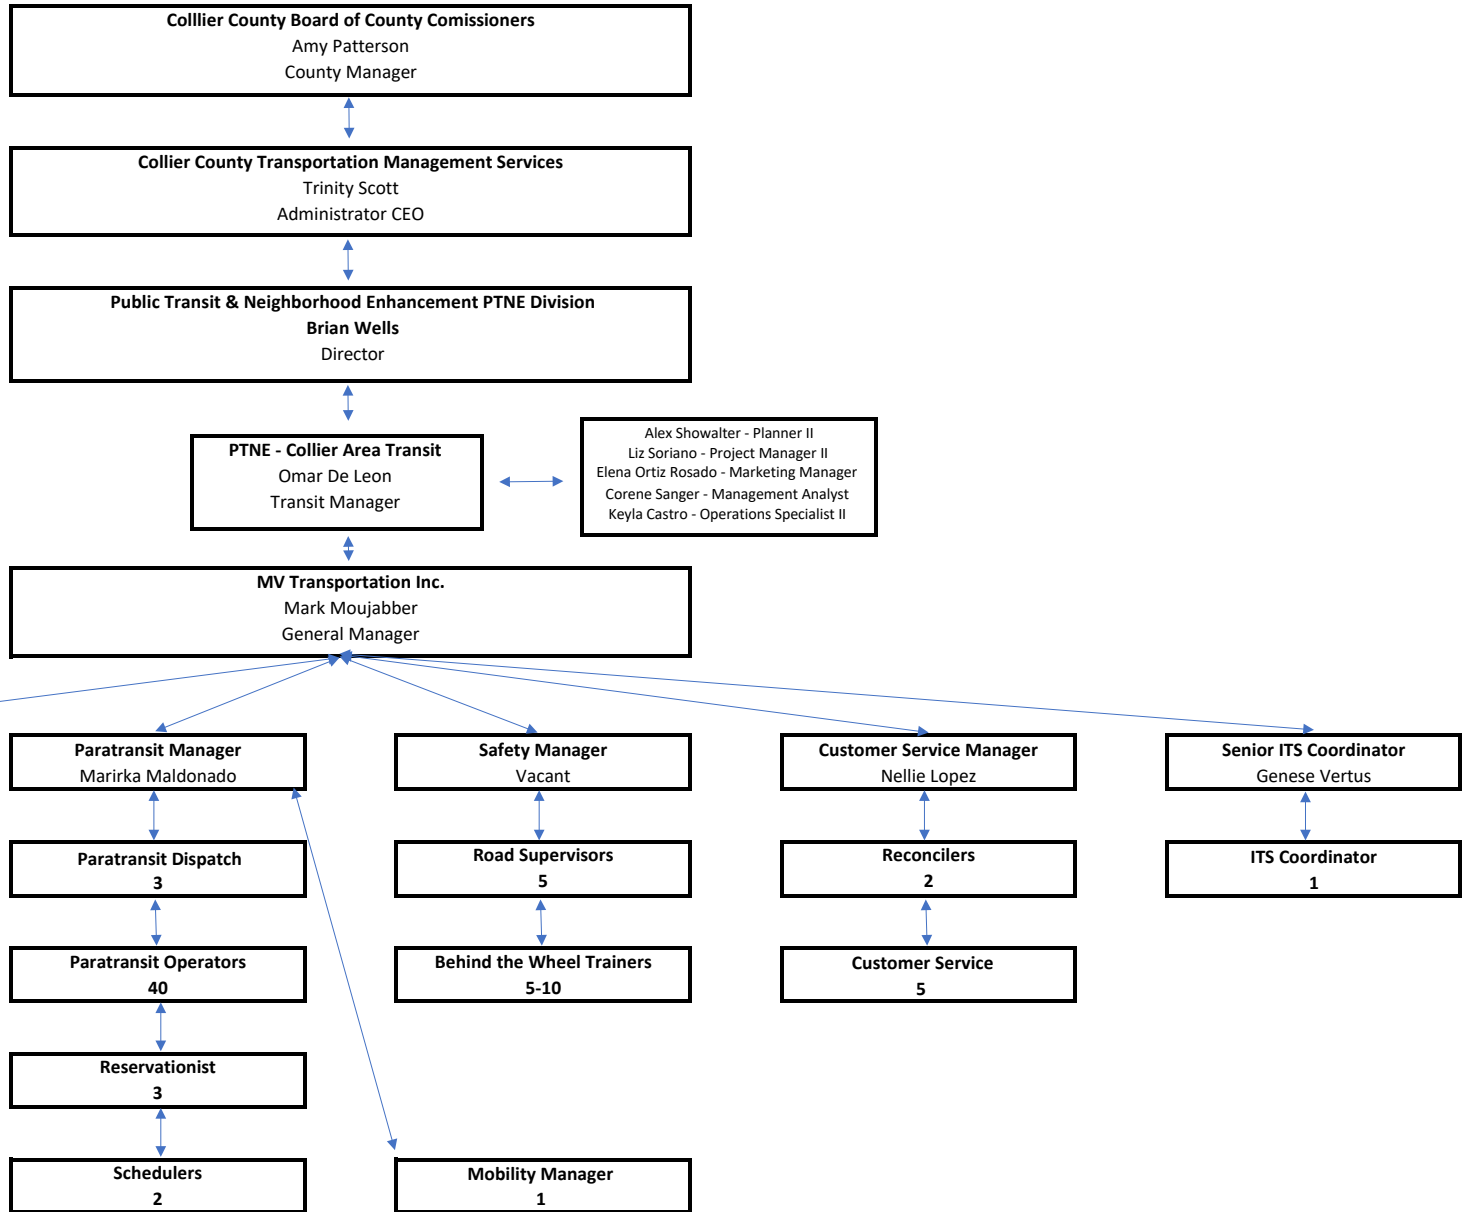 Colllier County Board of County Comissioners
Amy Patterson
County Manager
Collier County Transportation Management Services
Trinity Scott
Administrator CEO
Public Transit & Neighborhood Enhancement PTNE Division
Brian Wells
Director
PTNE - Collier Area Transit
Omar De Leon
Transit Manager
Alex Showalter - Planner II
Liz Soriano - Project Manager II
Elena Ortiz Rosado - Marketing Manager
Corene Sanger - Management Analyst
Keyla Castro - Operations Specialist II
MV Transportation Inc.
Mark Moujabber
General Manager
Paratransit Manager
Marirka Maldonado
Safety Manager
Vacant
Customer Service Manager
Nellie Lopez
Senior ITS Coordinator
Genese Vertus
Paratransit Dispatch
3
Road Supervisors
5
Reconcilers
2
ITS Coordinator
1
Paratransit Operators
40
Behind the Wheel Trainers
5-10
Customer Service
5
Reservationist
3
Schedulers
2
Mobility Manager
1